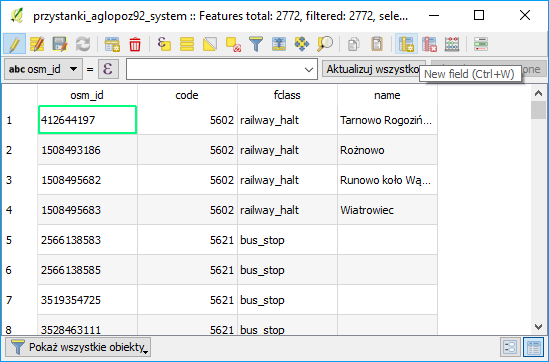 przystanki_aglopoz92_system :: Features total: 2772, filtered: 2772, sele...
abc osm_id = ε Aktualizuj wszystko
New field (Ctrl+W)
osm_id code fclass name
1 412644197 5602 railway_halt Tarnowo Rogoziń...
2 1508493186 5602 railway_halt Rożnowo
3 1508495682 5602 railway_halt Runowo koło Wą...
4 1508495683 5602 railway_halt Wiatrowiec
5 2566138583 5621 bus_stop
6 2566138585 5621 bus_stop
7 3519354725 5621 bus_stop
8 3528463111 5621 bus_stop
Pokaż wszystkie obiekty